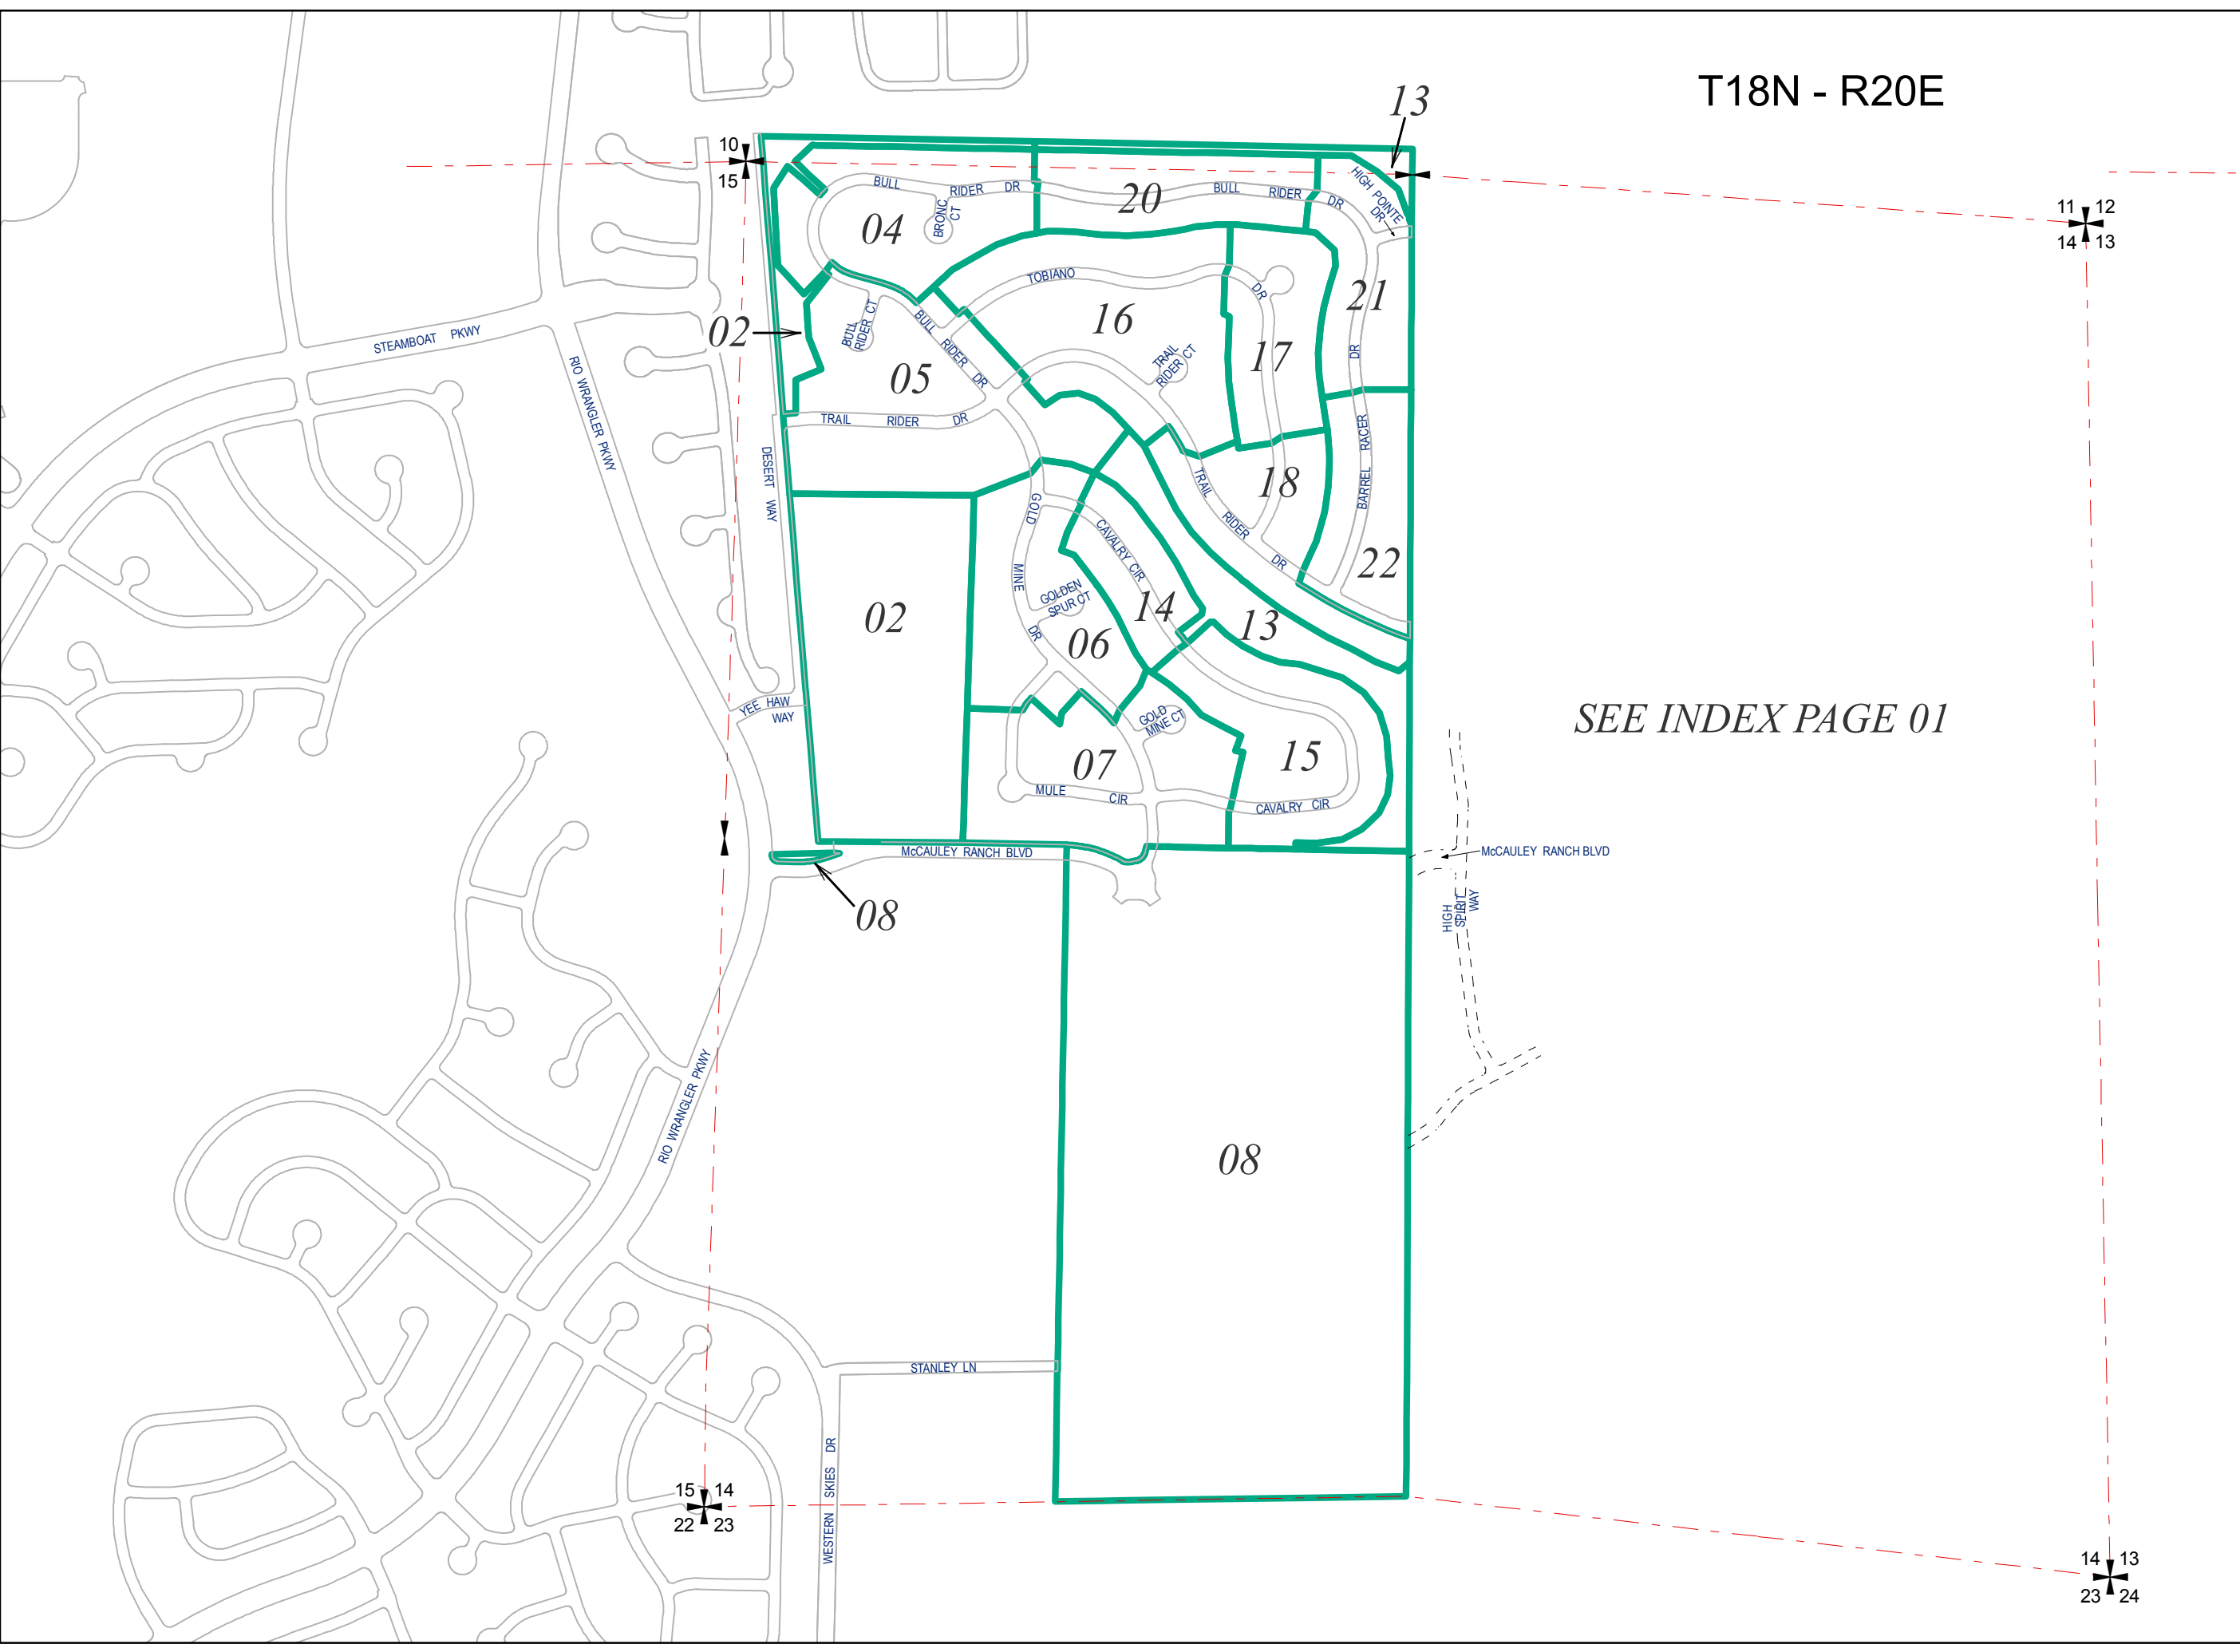 T18N - R20E
13
10
15
11 12
14 13
HIGH POINTE
DR
BULL RIDER DR
BULL RIDER DR
BRONC
CT
20
04
TOBIANO DR
21
16
17
02
STEAMBOAT PKWY
BULL
RIDER CT
BULL RIDER DR
TRAIL
RIDER CT
RIO WRANGLER PKWY
05
TRAIL RIDER DR
BARREL RACER DR
DESERT WAY
18
TRAIL RIDER DR
GOLD MINE DR
CAVALRY CIR
22
GOLDEN
SPUR CT
02
14
13
06
YEE HAW
WAY
GOLD
MINE CT
SEE INDEX PAGE 01
07
15
MULE CIR
CAVALRY CIR
McCAULEY RANCH BLVD
McCAULEY RANCH BLVD
08
HIGH
SPIRIT
WAY
RIO WRANGLER PKWY
08
STANLEY LN
WESTERN SKIES DR
15 14
22 23
14 13
23 24